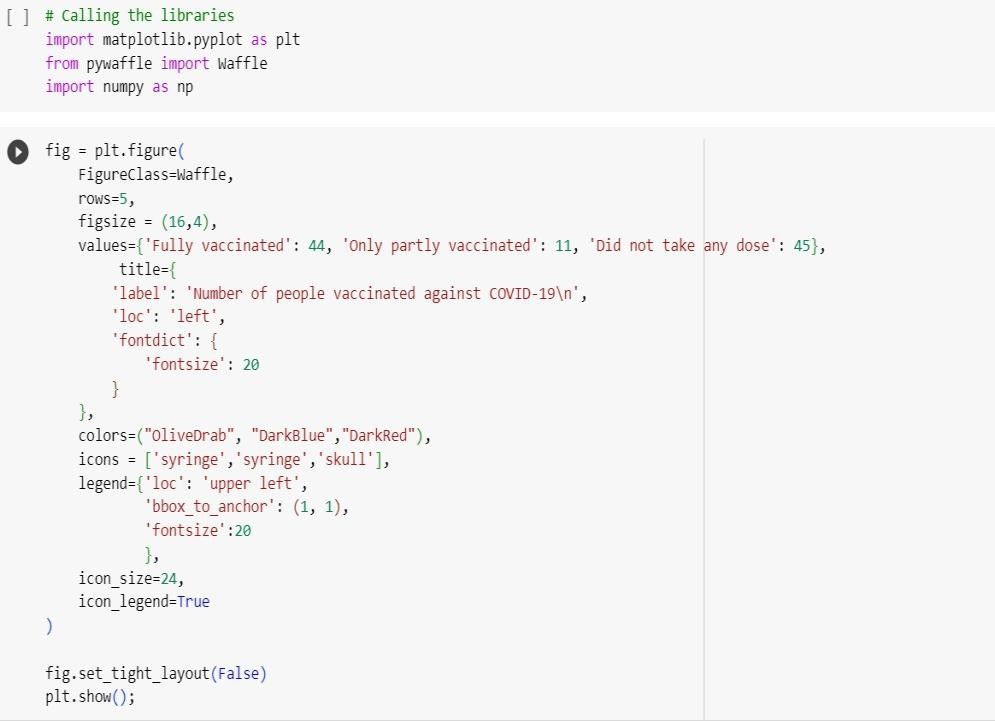 [ ] # Calling the libraries
import matplotlib.pyplot as plt
from pywaffle import Waffle
import numpy as np
fig = plt.figure(
    FigureClass=Waffle,
    rows=5,
    figsize = (16,4),
    values={'Fully vaccinated': 44, 'Only partly vaccinated': 11, 'Did not take any dose': 45},
         title={
        'label': 'Number of people vaccinated against COVID-19\n',
        'loc': 'left',
        'fontdict': {
            'fontsize': 20
        }
    },
    colors=("OliveDrab", "DarkBlue","DarkRed"),
    icons = ['syringe','syringe','skull'],
    legend={'loc': 'upper left',
            'bbox_to_anchor': (1, 1),
            'fontsize':20
            },
    icon_size=24,
    icon_legend=True
)
fig.set_tight_layout(False)
plt.show();